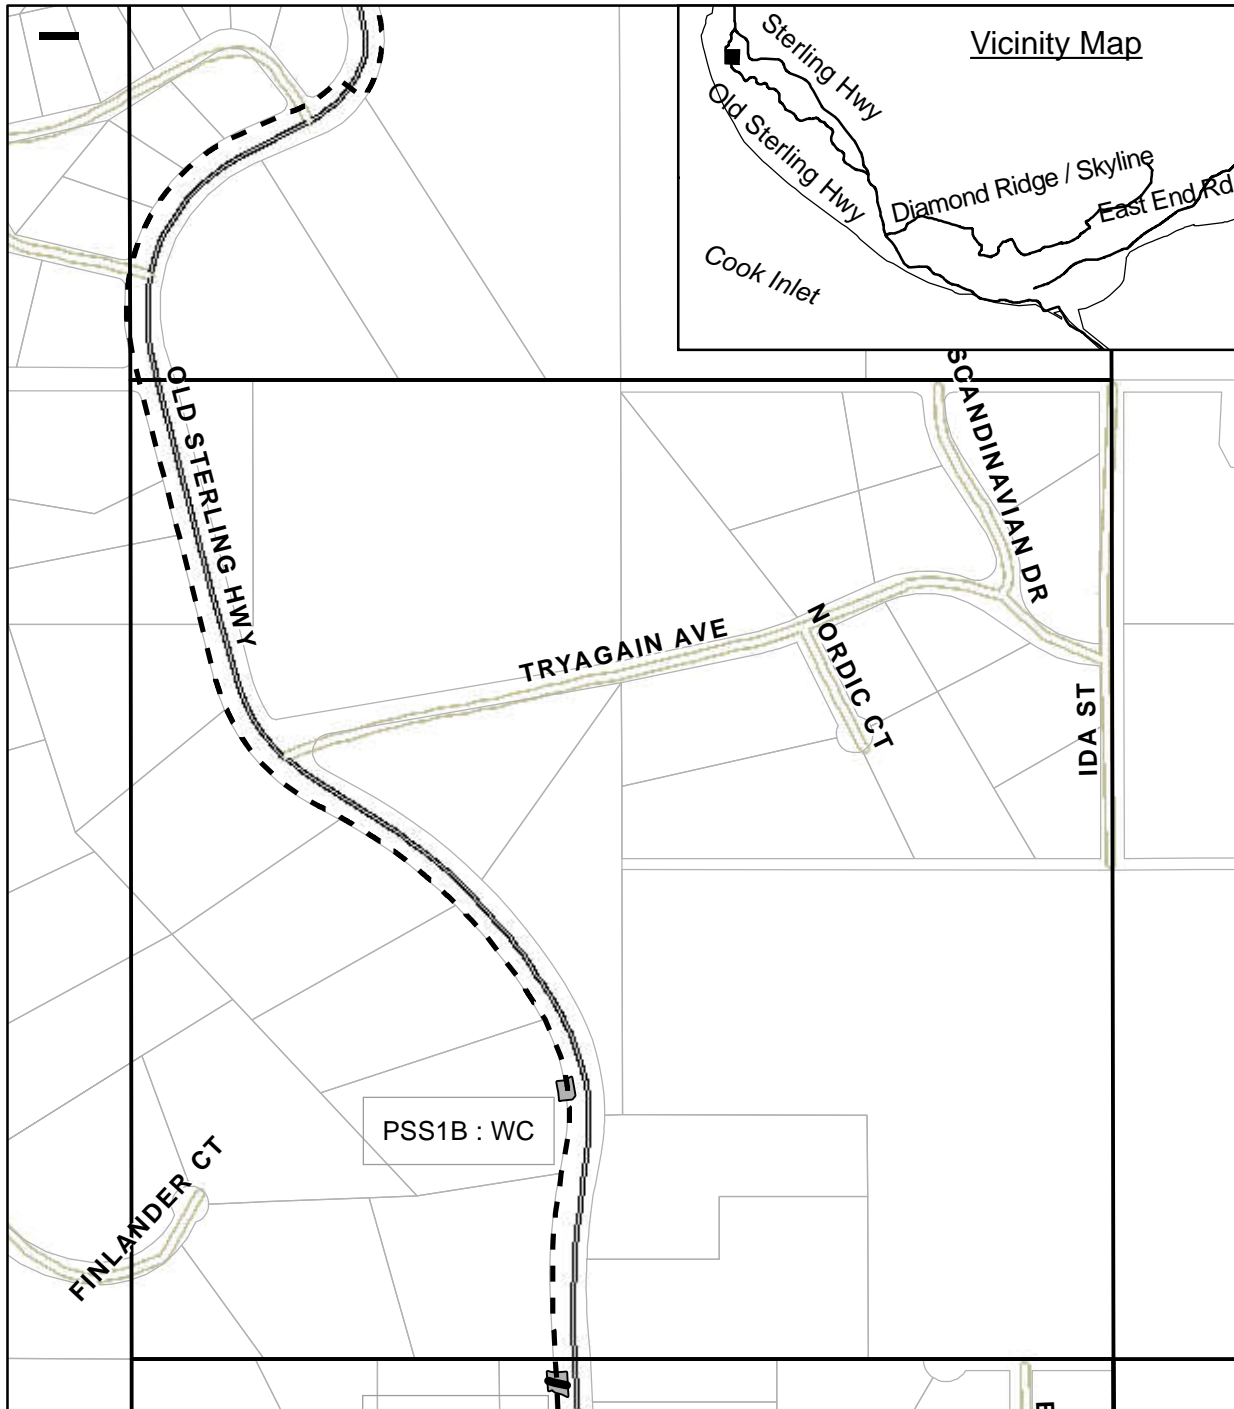 Vicinity Map
Sterling Hwy
Old Sterling Hwy
Diamond Ridge / Skyline
East End Rd
Cook Inlet
SCANDINAVIAN DR
OLD STERLING HWY
TRYAGAIN AVE
NORDIC CT
IDA ST
PSS1B : WC
FINLANDER CT